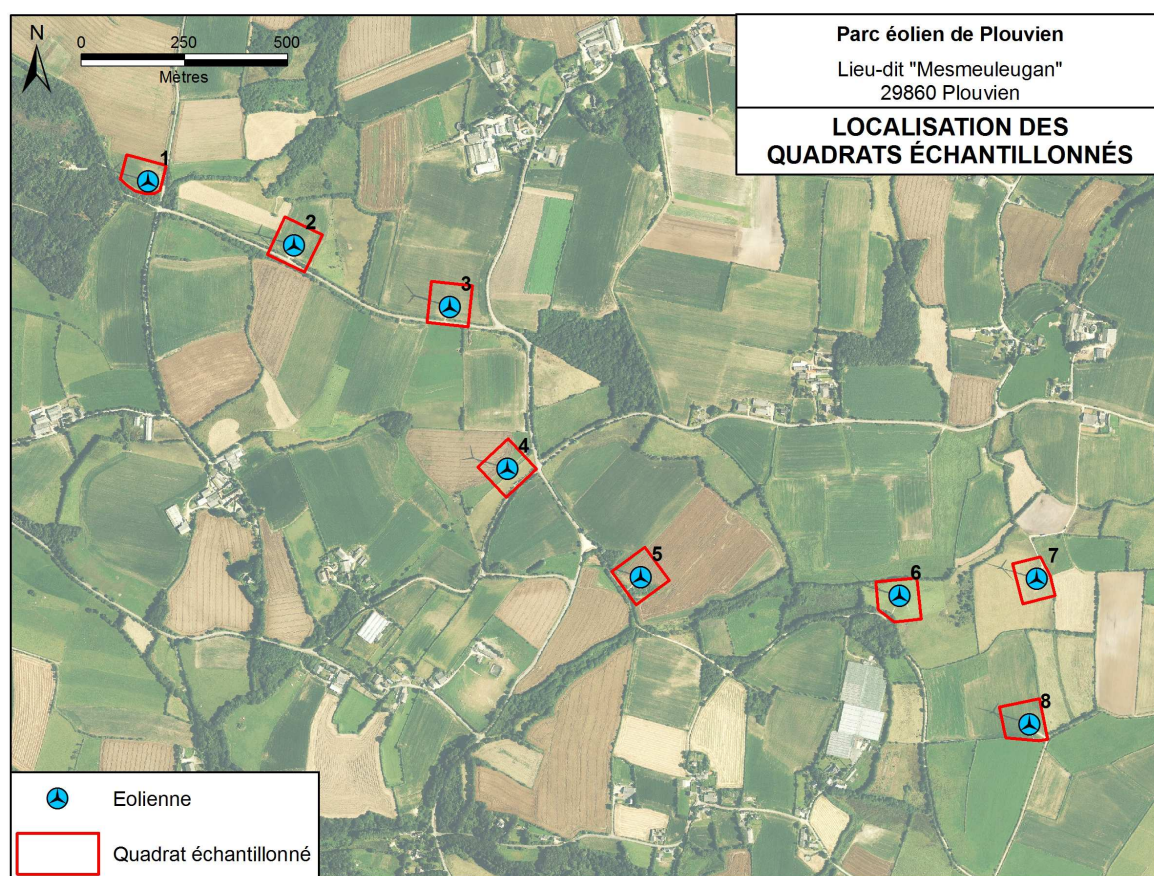 N
0 250 500
Mètres
Parc éolien de Plouvien
Lieu-dit "Mesmeuleugan"
29860 Plouvien
LOCALISATION DES
QUADRATS ÉCHANTILLONNÉS
1
2
3
4
5
6
7
8
Eolienne
Quadrat échantillonné